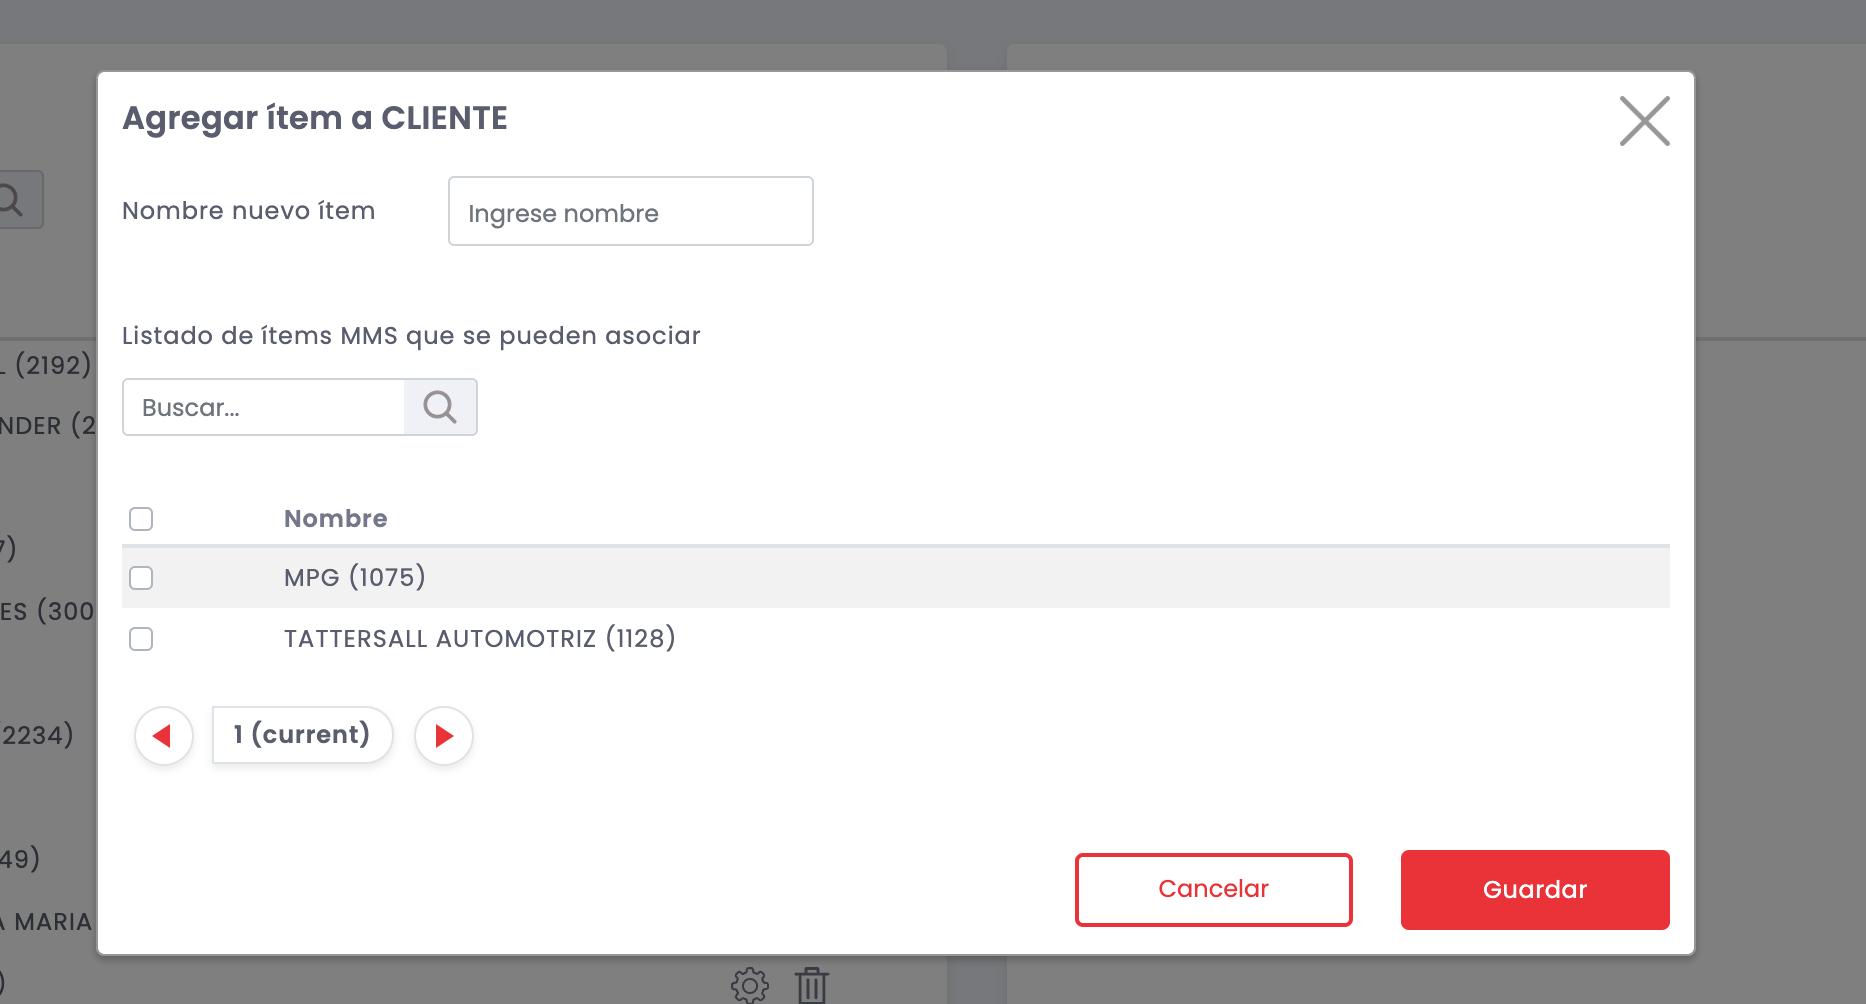 Agregar ítem a CLIENTE
Nombre nuevo ítem
Ingrese nombre
Listado de ítems MMS que se pueden asociar
Buscar...
Nombre
MPG (1075)
TATTERSALL AUTOMOTRIZ (1128)
1 (current)
Cancelar
Guardar
L (2192)
NDER (2
7)
ES (300
2234)
49)
A MARIA
)